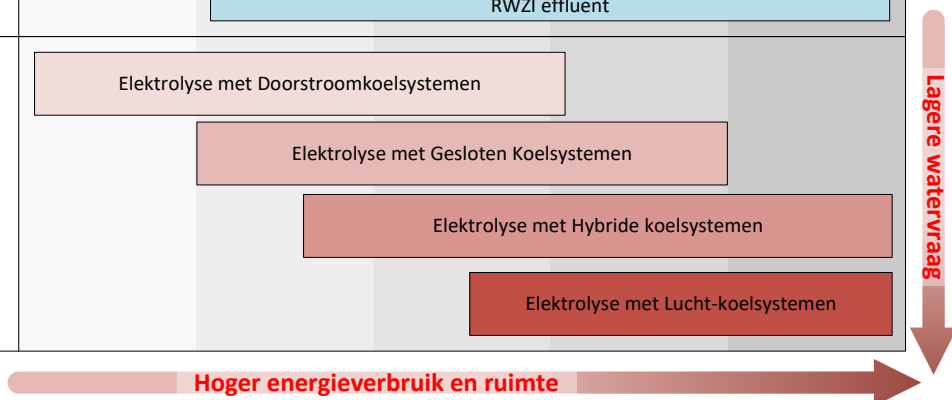 RWZI effluent
Elektrolyse met Doorstroomkoelsystemen
Elektrolyse met Gesloten Koelsystemen
Elektrolyse met Hybride koelsystemen
Elektrolyse met Lucht-koelsystemen
Lagere watervraag
Hoger energieverbruik en ruimte